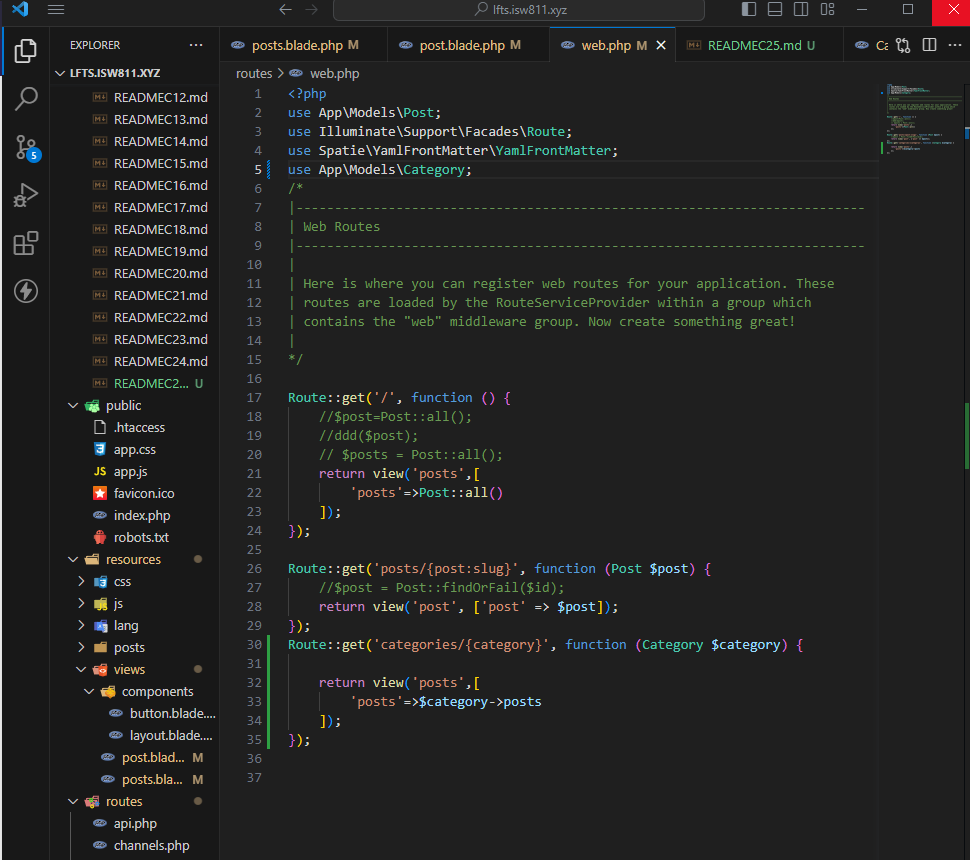 lfts.isw811.xyz
EXPLORER
posts.blade.php M
post.blade.php M
web.php M
READMEC25.md U
Ca
LFTS.ISW811.XYZ
READMEC12.md
READMEC13.md
READMEC14.md
READMEC15.md
READMEC16.md
READMEC17.md
READMEC18.md
READMEC19.md
READMEC20.md
READMEC21.md
READMEC22.md
READMEC23.md
READMEC24.md
READMEC2... U
public
.htaccess
app.css
JS app.js
favicon.ico
index.php
robots.txt
resources
css
js
lang
posts
views
components
button.blade....
layout.blade....
post.blad... M
posts.bla... M
routes
api.php
channels.php
5
routes > web.php
1 <?php
2 use App\Models\Post;
3 use Illuminate\Support\Facades\Route;
4 use Spatie\YamlFrontMatter\YamlFrontMatter;
5 use App\Models\Category;
6 /*
7 |--------------------------------------------------------------------------
8 | Web Routes
9 |--------------------------------------------------------------------------
10 |
11 | Here is where you can register web routes for your application. These
12 | routes are loaded by the RouteServiceProvider within a group which
13 | contains the "web" middleware group. Now create something great!
14 |
15 */
16
17 Route::get('/', function () {
18 //$post=Post::all();
19 //ddd($post);
20 // $posts = Post::all();
21 return view('posts',[
22 'posts'=>Post::all()
23 ]);
24 });
25
26 Route::get('posts/{post:slug}', function (Post $post) {
27 //$post = Post::findOrFail($id);
28 return view('post', ['post' => $post]);
29 });
30 Route::get('categories/{category}', function (Category $category) {
31
32 return view('posts',[
33 'posts'=>$category->posts
34 ]);
35 });
36
37